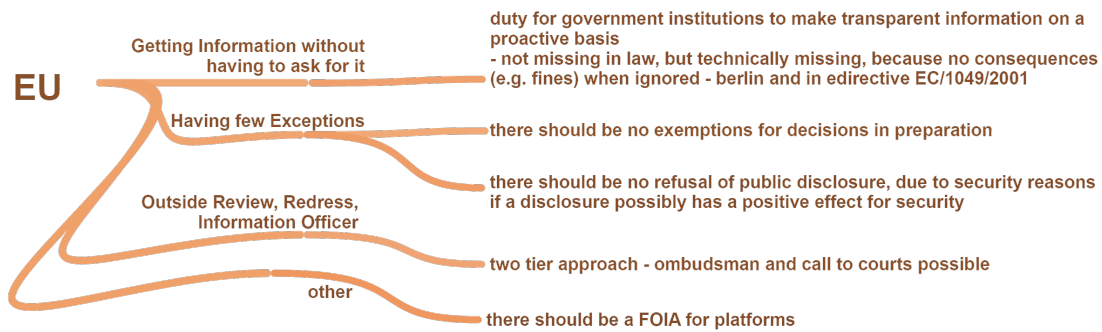 EU
Getting Information without
having to ask for it
duty for government institutions to make transparent information on a
proactive basis
- not missing in law, but technically missing, because no consequences
(e.g. fines) when ignored - berlin and in edirective EC/1049/2001
Having few Exceptions
there should be no exemptions for decisions in preparation
there should be no refusal of public disclosure, due to security reasons
if a disclosure possibly has a positive effect for security
Outside Review, Redress,
Information Officer
two tier approach - ombudsman and call to courts possible
other
there should be a FOIA for platforms